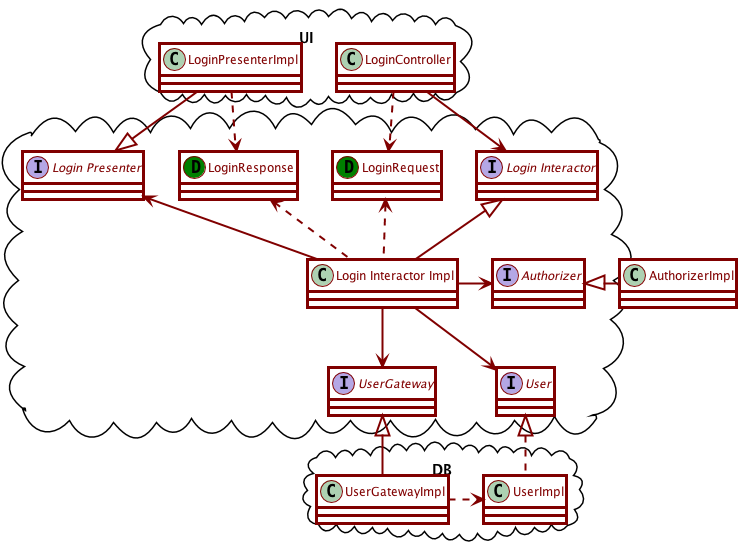 UI
C LoginPresenterImpl
C LoginController
I Login Presenter
D LoginResponse
D LoginRequest
I Login Interactor
C Login Interactor Impl
I Authorizer
C AuthorizerImpl
I UserGateway
I User
DB
C UserGatewayImpl
C UserImpl